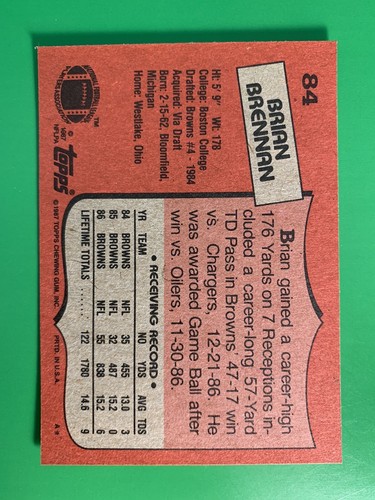 84
BRIAN
BRENNAN
Ht: 5' 9" Wt: 178
College: Boston College
Drafted: Browns #4 - 1984
Acquired: Via Draft
Born: 2-15-62, Bloomfield,
Michigan
Home: Westlake, Ohio
TM
© 1987
NFLPA
topps
© 1987 TOPPS CHEWING GUM, INC.
PRTD. IN U.S.A.
Brian gained a career-high
176 Yards on 7 Receptions in-
cluded a career-long 57-Yard
TD Pass in Browns 47-17 win
vs. Chargers, 12-21-86. He
was awarded Game Ball after
win vs. Oilers, 11-30-86.
• RECEIVING RECORD •
YR TEAM NO YDS AVG TDS
84 BROWNS NFL 35 455 13.0 3
85 BROWNS NFL 32 487 15.2 0
86 BROWNS NFL 55 838 15.2 6
LIFETIME TOTALS 122 1780 14.6 9